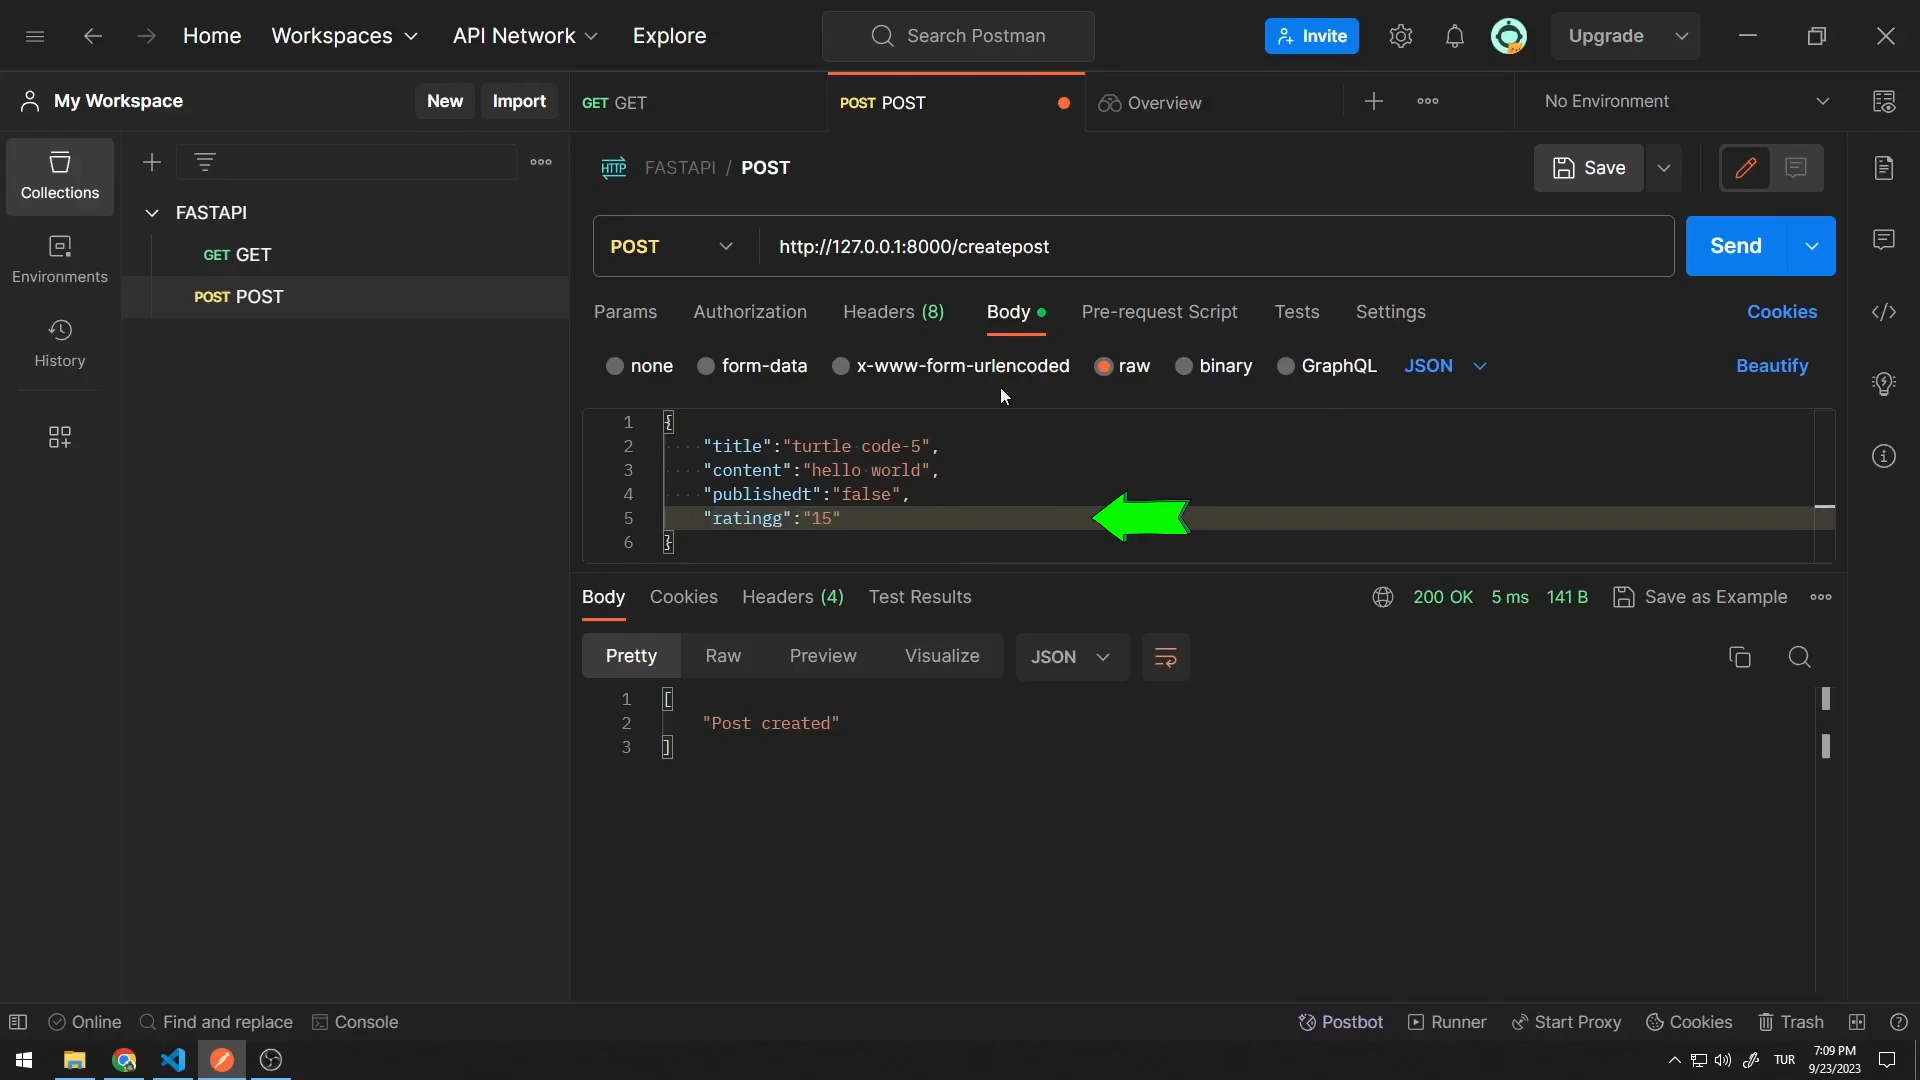 Home Workspaces API Network Explore Search Postman Invite Upgrade
My Workspace New Import GET GET POST POST Overview No Environment
Collections
Environments
History
FASTAPI
GET GET
POST POST
HTTP FASTAPI / POST Save
POST http://127.0.0.1:8000/createpost Send
Params Authorization Headers (8) Body Pre-request Script Tests Settings Cookies
none form-data x-www-form-urlencoded raw binary GraphQL JSON Beautify
1 {
2 "title":"turtle code-5",
3 "content":"hello world",
4 "publishedt":"false",
5 "ratingg":"15"
6 }
Body Cookies Headers (4) Test Results 200 OK 5 ms 141 B Save as Example
Pretty Raw Preview Visualize JSON
1 [
2 "Post created"
3 ]
Online Find and replace Console Postbot Runner Start Proxy Cookies Trash
TUR 7:09 PM
9/23/2023